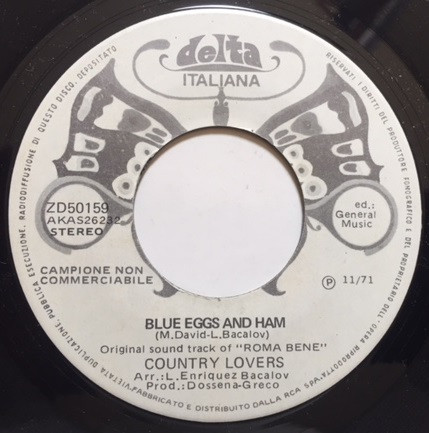 delta
ITALIANA
ZD50159
AKAS26232
STEREO
ed.:
General
Music
CAMPIONE NON
COMMERCIABILE
Ⓟ 11/71
BLUE EGGS AND HAM
(M.David-L.Bacalov)
Original sound track of "ROMA BENE"
COUNTRY LOVERS
Arr.:L.Enriquez Bacalov
Prod.:Dossena-Greco
RISERVATI I DIRITTI DEL PRODUTTORE FONOGRAFICO E DEL PROPRIETARIO DELL'OPERA RIPRODOTTA. VIETATA DUPLICAZIONE, PUBBLICA ESECUZIONE, RADIODIFFUSIONE DI QUESTO DISCO. DEPOSITATO
FABBRICATO E DISTRIBUITO DALLA RCA SpA